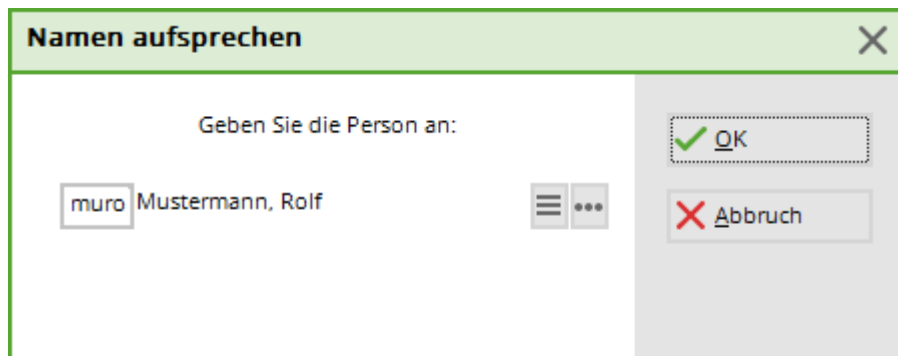 Namen aufsprechen
Geben Sie die Person an:
muro Mustermann, Rolf
OK
Abbruch